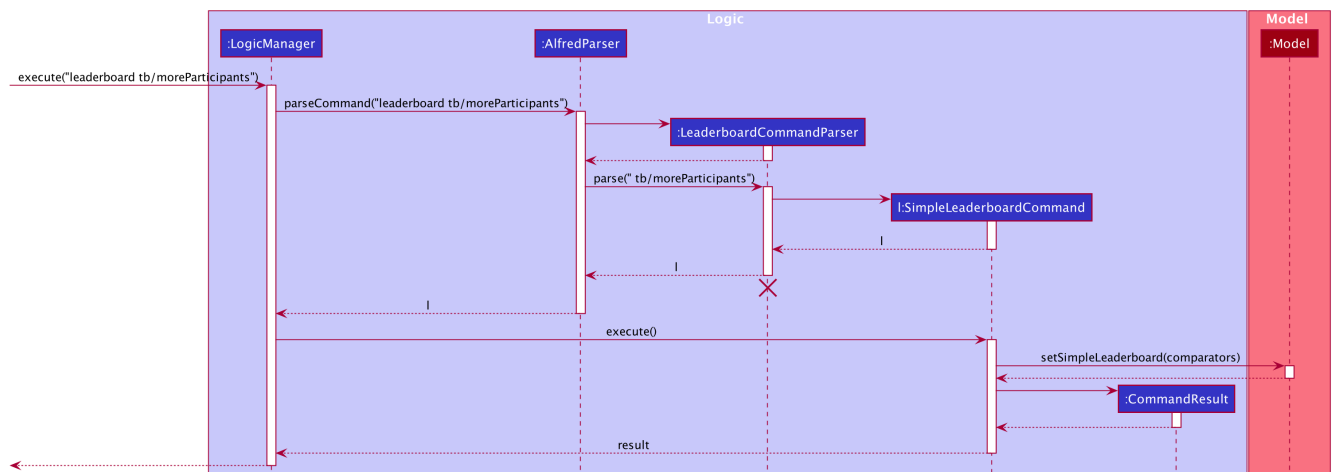 Logic
Model
:LogicManager
:AlfredParser
:Model
execute("leaderboard tb/moreParticipants")
parseCommand("leaderboard tb/moreParticipants")
:LeaderboardCommandParser
parse(" tb/moreParticipants")
l:SimpleLeaderboardCommand
l
l
l
execute()
setSimpleLeaderboard(comparators)
:CommandResult
result